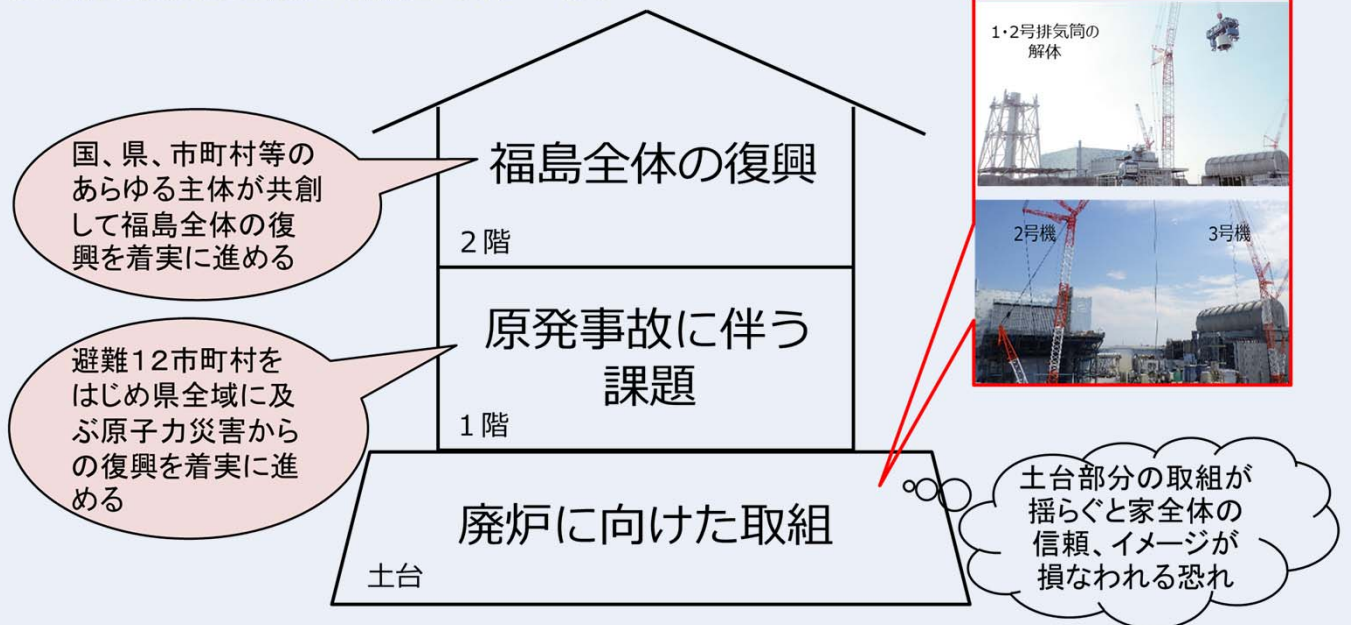 1・2号排気筒の
解体
国、県、市町村等の
あらゆる主体が共創
して福島全体の復
興を着実に進める
福島全体の復興
2階
2号機
3号機
避難12市町村を
はじめ県全域に及
ぶ原子力災害から
の復興を着実に進
める
原発事故に伴う
課題
1階
廃炉に向けた取組
土台
土台部分の取組が
揺らぐと家全体の
信頼、イメージが
損なわれる恐れ